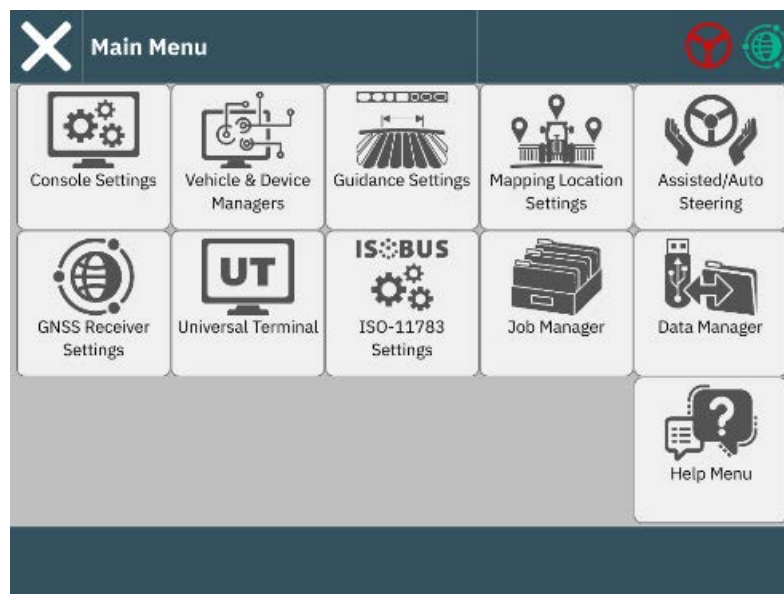 Main Menu
Console Settings
Vehicle & Device
Managers
Guidance Settings
Mapping Location
Settings
Assisted/Auto
Steering
GNSS Receiver
Settings
UT
Universal Terminal
ISOBUS
ISO-11783
Settings
Job Manager
Data Manager
?
Help Menu